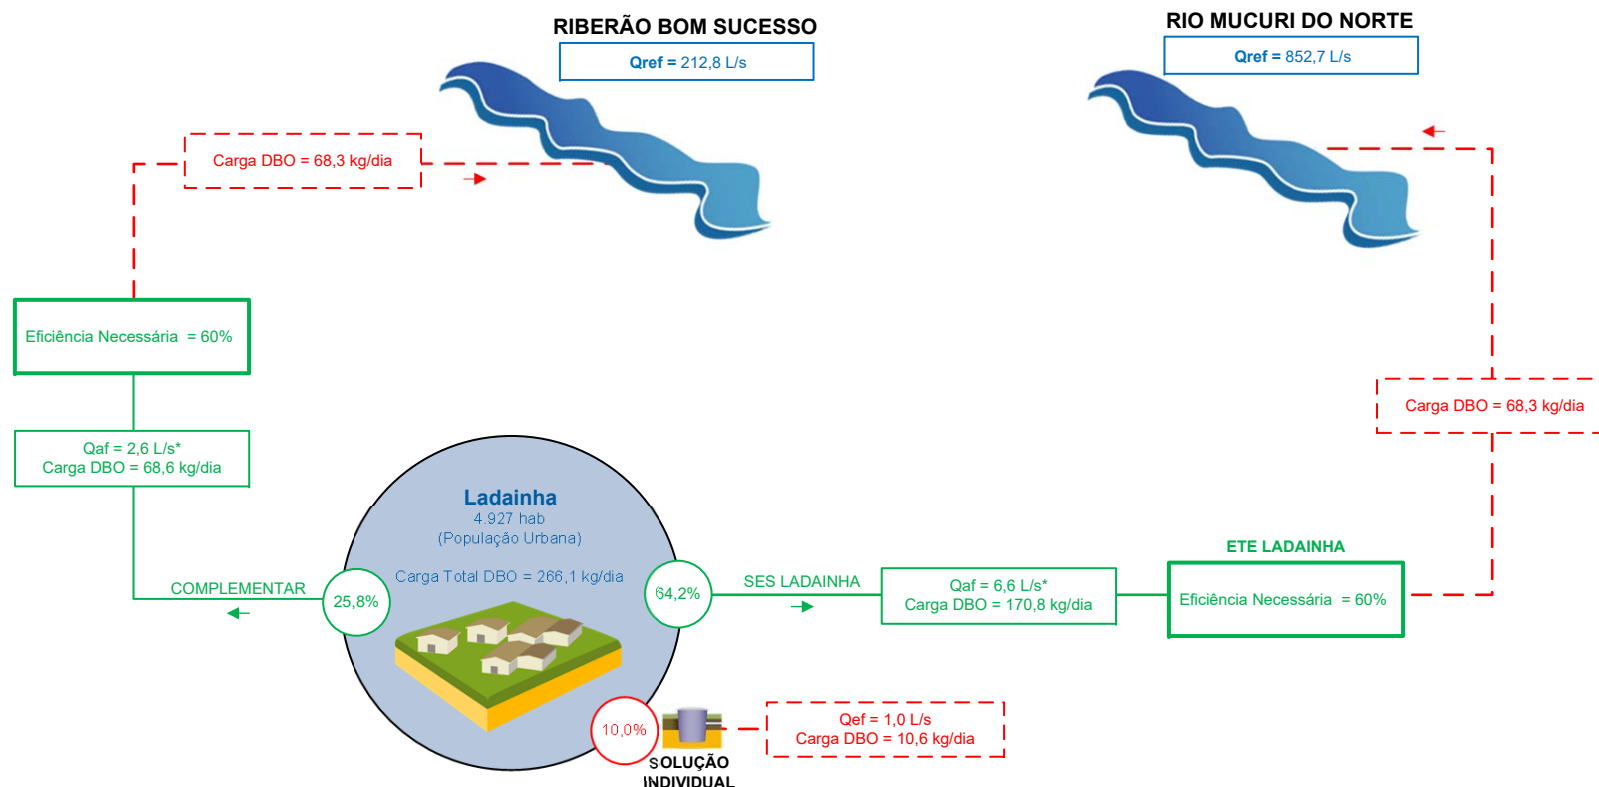 RIBERÃO BOM SUCESSO
Qref = 212,8 L/s
RIO MUCURI DO NORTE
Qref = 852,7 L/s
Carga DBO = 68,3 kg/dia
Eficiência Necessária = 60%
Qaf = 2,6 L/s*
Carga DBO = 68,6 kg/dia
COMPLEMENTAR
25,8%
Ladainha
4.927 hab
(População Urbana)
Carga Total DBO = 266,1 kg/dia
64,2%
SES LADAINHA
Qaf = 6,6 L/s*
Carga DBO = 170,8 kg/dia
ETE LADAINHA
Eficiência Necessária = 60%
Carga DBO = 68,3 kg/dia
10,0%
SOLUÇÃO
INDIVIDUAL
Qef = 1,0 L/s
Carga DBO = 10,6 kg/dia